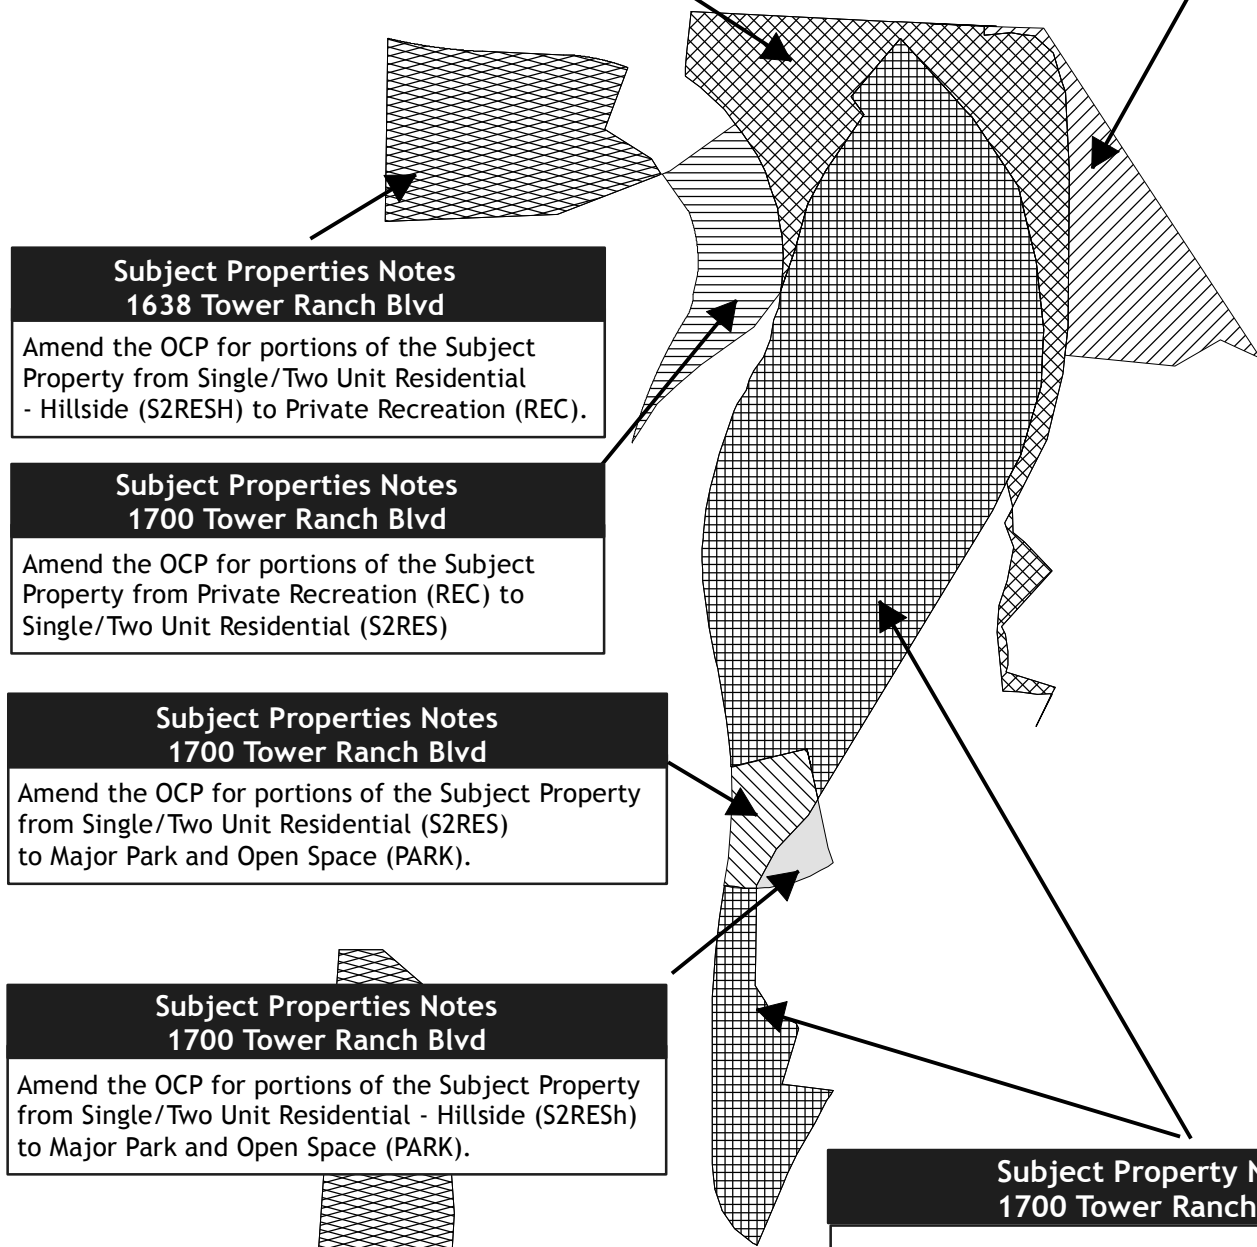 Subject Properties Notes
1638 Tower Ranch Blvd
Amend the OCP for portions of the Subject
Property from Single/Two Unit Residential
- Hillside (S2RESH) to Private Recreation (REC).
Subject Properties Notes
1700 Tower Ranch Blvd
Amend the OCP for portions of the Subject
Property from Private Recreation (REC) to
Single/Two Unit Residential (S2RES)
Subject Properties Notes
1700 Tower Ranch Blvd
Amend the OCP for portions of the Subject Property
from Single/Two Unit Residential (S2RES)
to Major Park and Open Space (PARK).
Subject Properties Notes
1700 Tower Ranch Blvd
Amend the OCP for portions of the Subject Property
from Single/Two Unit Residential - Hillside (S2RESh)
to Major Park and Open Space (PARK).
Subject Property
1700 Tower Ranch